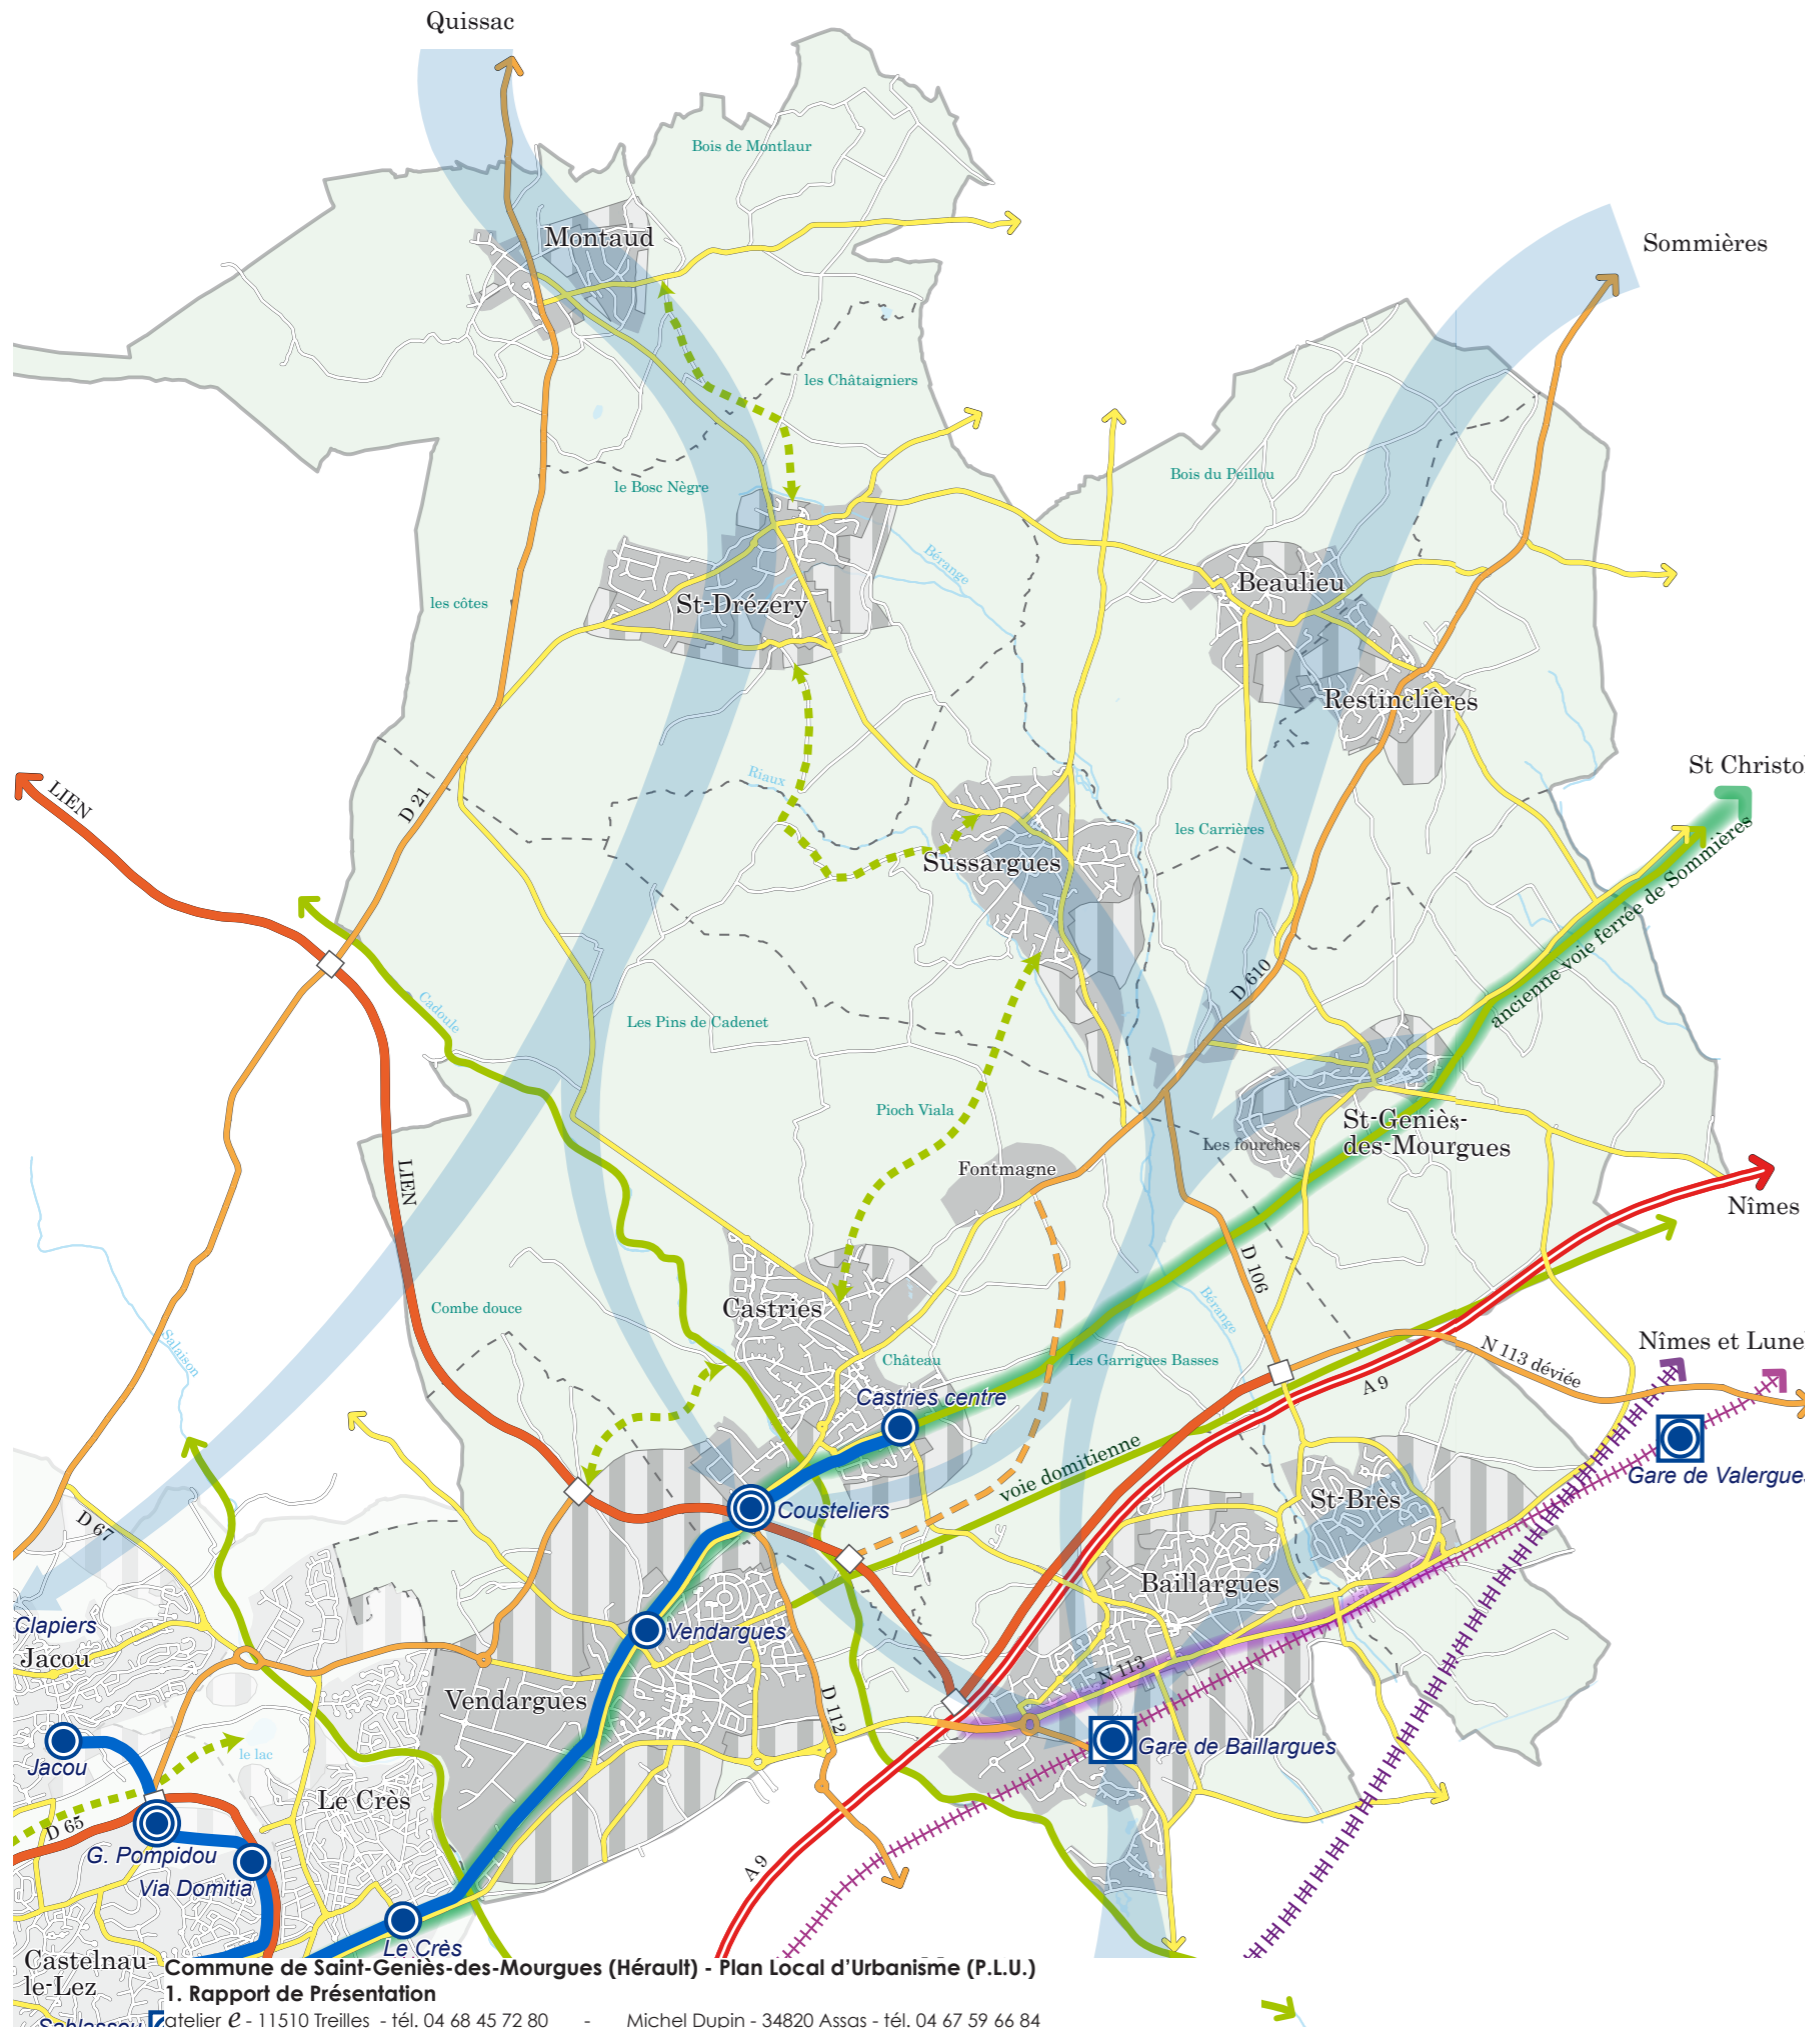 Quissac
Bois de Montlaur
Montaud
Sommières
les Châtaigniers
le Bosc Nègre
Bois du Peillou
Bérange
Beaulieu
les côtes
St-Drézery
Restinclières
St Christo
LIEN
D 21
Riaux
les Carrières
Sussargues
ancienne voie ferrée de Sommières
D 610
Cadoule
Les Pins de Cadenet
Pioch Viala
St-Geniès-
des-Mourgues
Les fourches
LIEN
Fontmagne
Nîmes
D 106
Combe douce
Castries
Bérange
Salaison
Château
Les Garrigues Basses
Nîmes et Lune
N 113 déviée
A 9
Castries centre
voie domitienne
Gare de Valergue
St-Brès
Cousteliers
D 67
Baillargues
Clapiers
Jacou
Vendargues
N 113
Vendargues
D 112
Gare de Baillargues
Jacou
le lac
Le Crès
D 65
G. Pompidou
Via Domitia
A 9
Le Crès
Castelnau-
le-Lez
Commune de Saint-Geniès-des-Mourgues (Hérault) - Plan Local d'Urbanisme (P.L.U.)
1. Rapport de Présentation
atelier e - 11510 Treilles - tél. 04 68 45 72 80 - Michel Dupin - 34820 Assas - tél. 04 67 59 66 84